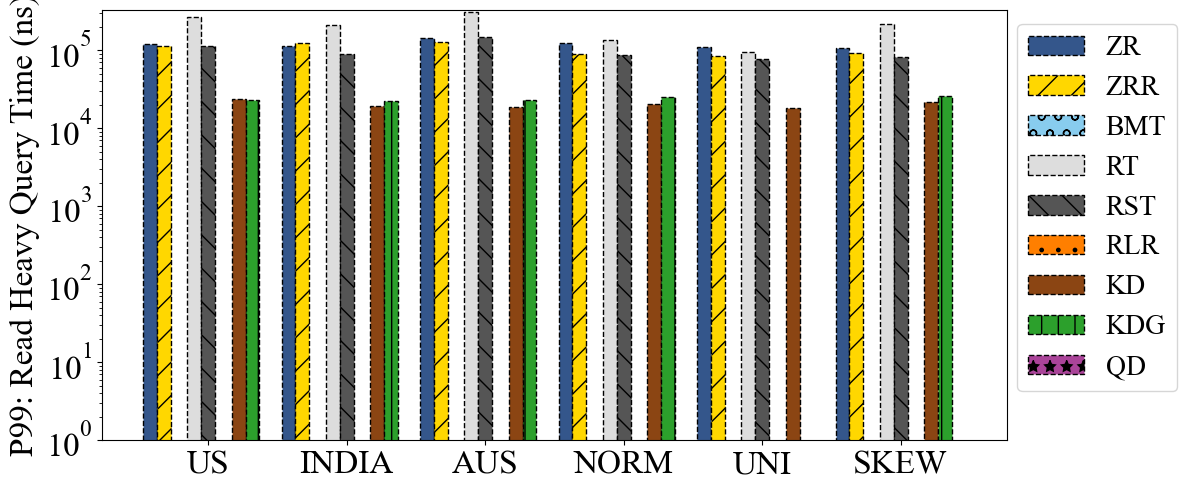 P99: Read Heavy Query Time (ns)
10^5
10^4
10^3
10^2
10^1
10^0
US INDIA AUS NORM UNI SKEW
ZR
ZRR
BMT
RT
RST
RLR
KD
KDG
QD